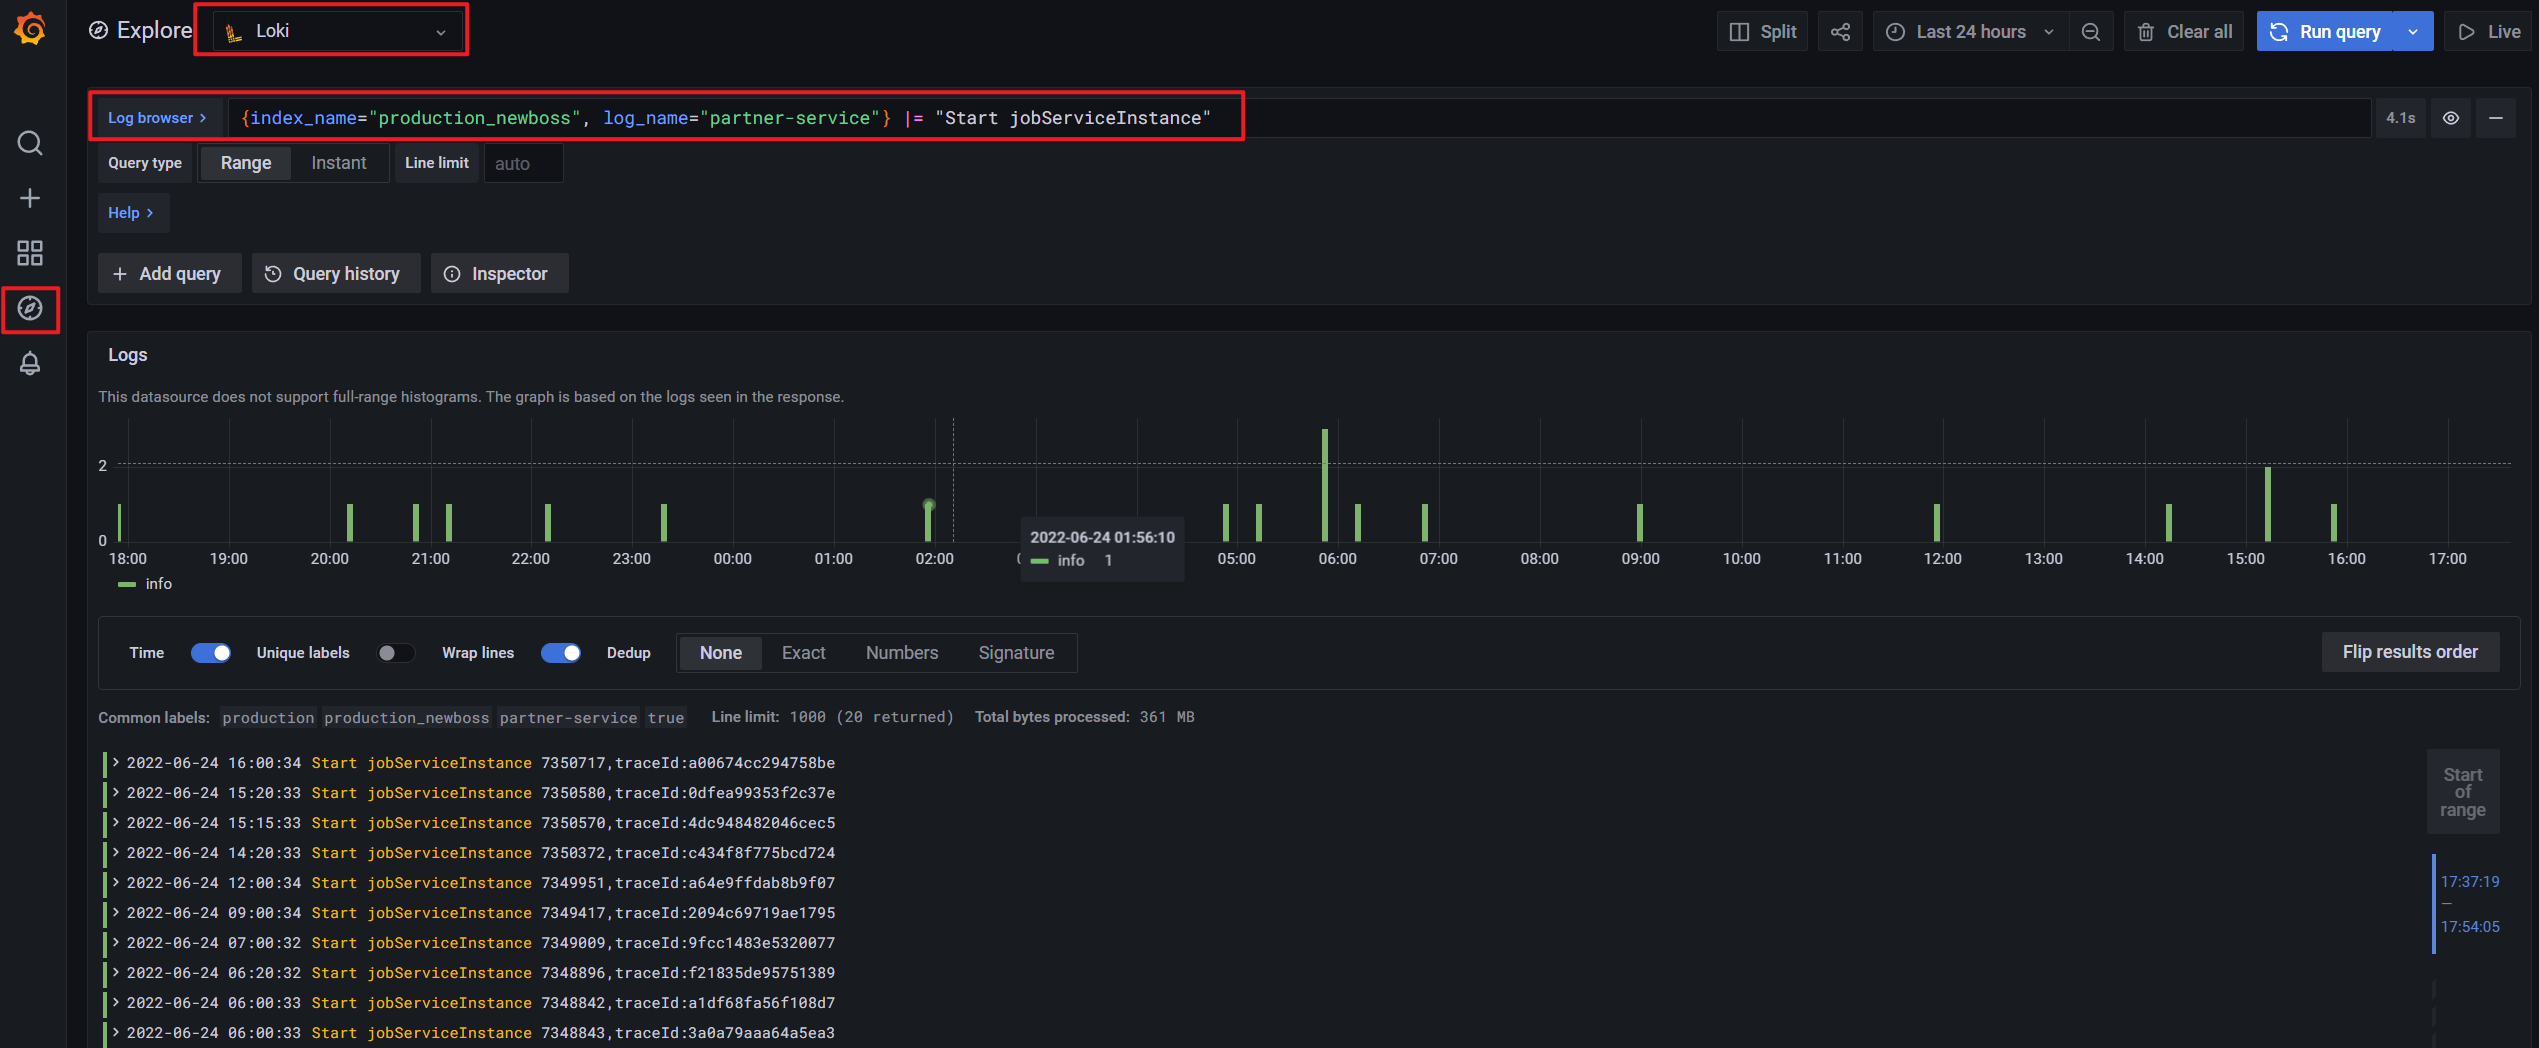 Explore
Loki
Split
Last 24 hours
Clear all
Run query
Live
Log browser >
{index_name="production_newboss", log_name="partner-service"} |= "Start jobServiceInstance"
4.1s
Query type
Range
Instant
Line limit
auto
Help >
+ Add query
Query history
Inspector
Logs
This datasource does not support full-range histograms. The graph is based on the logs seen in the response.
2
0
18:00 19:00 20:00 21:00 22:00 23:00 00:00 01:00 02:00 05:00 06:00 07:00 08:00 09:00 10:00 11:00 12:00 13:00 14:00 15:00 16:00 17:00
2022-06-24 01:56:10
info 1
info
Time
Unique labels
Wrap lines
Dedup
None
Exact
Numbers
Signature
Flip results order
Common labels: production production_newboss partner-service true Line limit: 1000 (20 returned) Total bytes processed: 361 MB
> 2022-06-24 16:00:34 Start jobServiceInstance 7350717,traceId:a00674cc294758be
> 2022-06-24 15:20:33 Start jobServiceInstance 7350580,traceId:0dfea99353f2c37e
> 2022-06-24 15:15:33 Start jobServiceInstance 7350570,traceId:4dc948482046cec5
> 2022-06-24 14:20:33 Start jobServiceInstance 7350372,traceId:c434f8f775bcd724
> 2022-06-24 12:00:34 Start jobServiceInstance 7349951,traceId:a64e9ffdab8b9f07
> 2022-06-24 09:00:34 Start jobServiceInstance 7349417,traceId:2094c69719ae1795
> 2022-06-24 07:00:32 Start jobServiceInstance 7349009,traceId:9fcc1483e5320077
> 2022-06-24 06:20:32 Start jobServiceInstance 7348896,traceId:f21835de95751389
> 2022-06-24 06:00:33 Start jobServiceInstance 7348842,traceId:a1df68fa56f108d7
> 2022-06-24 06:00:33 Start jobServiceInstance 7348843,traceId:3a0a79aaa64a5ea3
Start
of
range
17:37:19
—
17:54:05